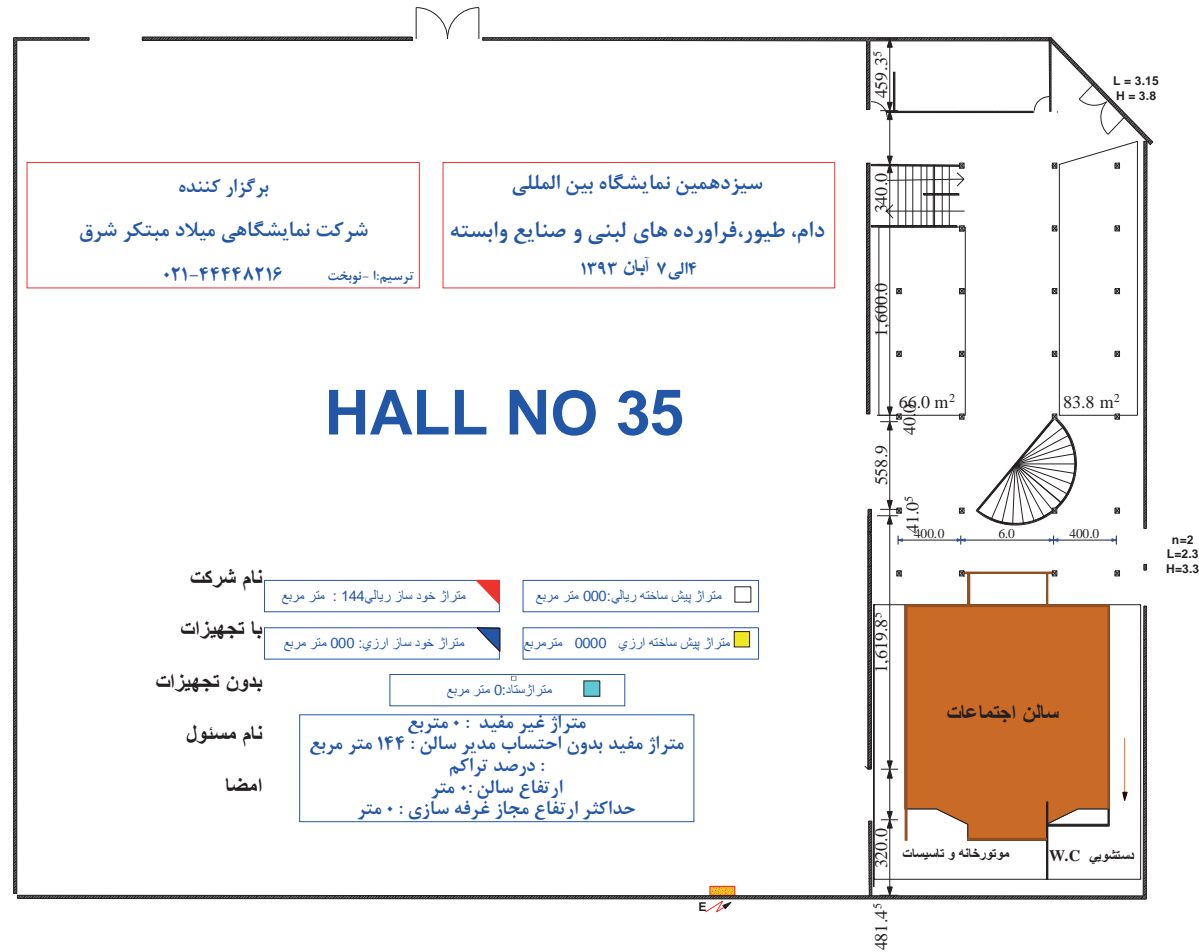 459.3⁵
L = 3.15
H = 3.8
سیزدهمین نمایشگاه بین المللی
دام، طیور،فراورده های لبنی و صنایع وابسته
۴الی۷ آبان ۱۳۹۳
برگزار کننده
شرکت نمایشگاهی میلاد مبتکر شرق
ترسیم:ا -نوبخت ۰۲۱-۴۴۴۴۸۲۱۶
340.0
1,600.0
HALL NO 35
66.0 m²
83.8 m²
40.0
558.9
41.0⁵
400.0
6.0
400.0
n=2
L=2.3
H=3.3
نام شرکت
با تجهیزات
بدون تجهیزات
نام مسئول
امضا
متراژ پیش ساخته ریالي:000 متر مربع
متراژ خود ساز ریالي144 : متر مربع
متراژ پیش ساخته ارزي 0000 مترمربع
متراژ خود ساز ارزي: 000 متر مربع
متراژستاد:0 متر مربع
متراژ غیر مفید : ۰ متربع
متراژ مفید بدون احتساب مدیر سالن : ۱۴۴ متر مربع
درصد تراکم :
ارتفاع سالن :۰ متر
حداکثر ارتفاع مجاز غرفه سازی : ۰ متر
1,619.8⁵
سالن اجتماعات
320.0
موتورخانه و تاسیسات
دستشویي W.C
E
481.4⁵